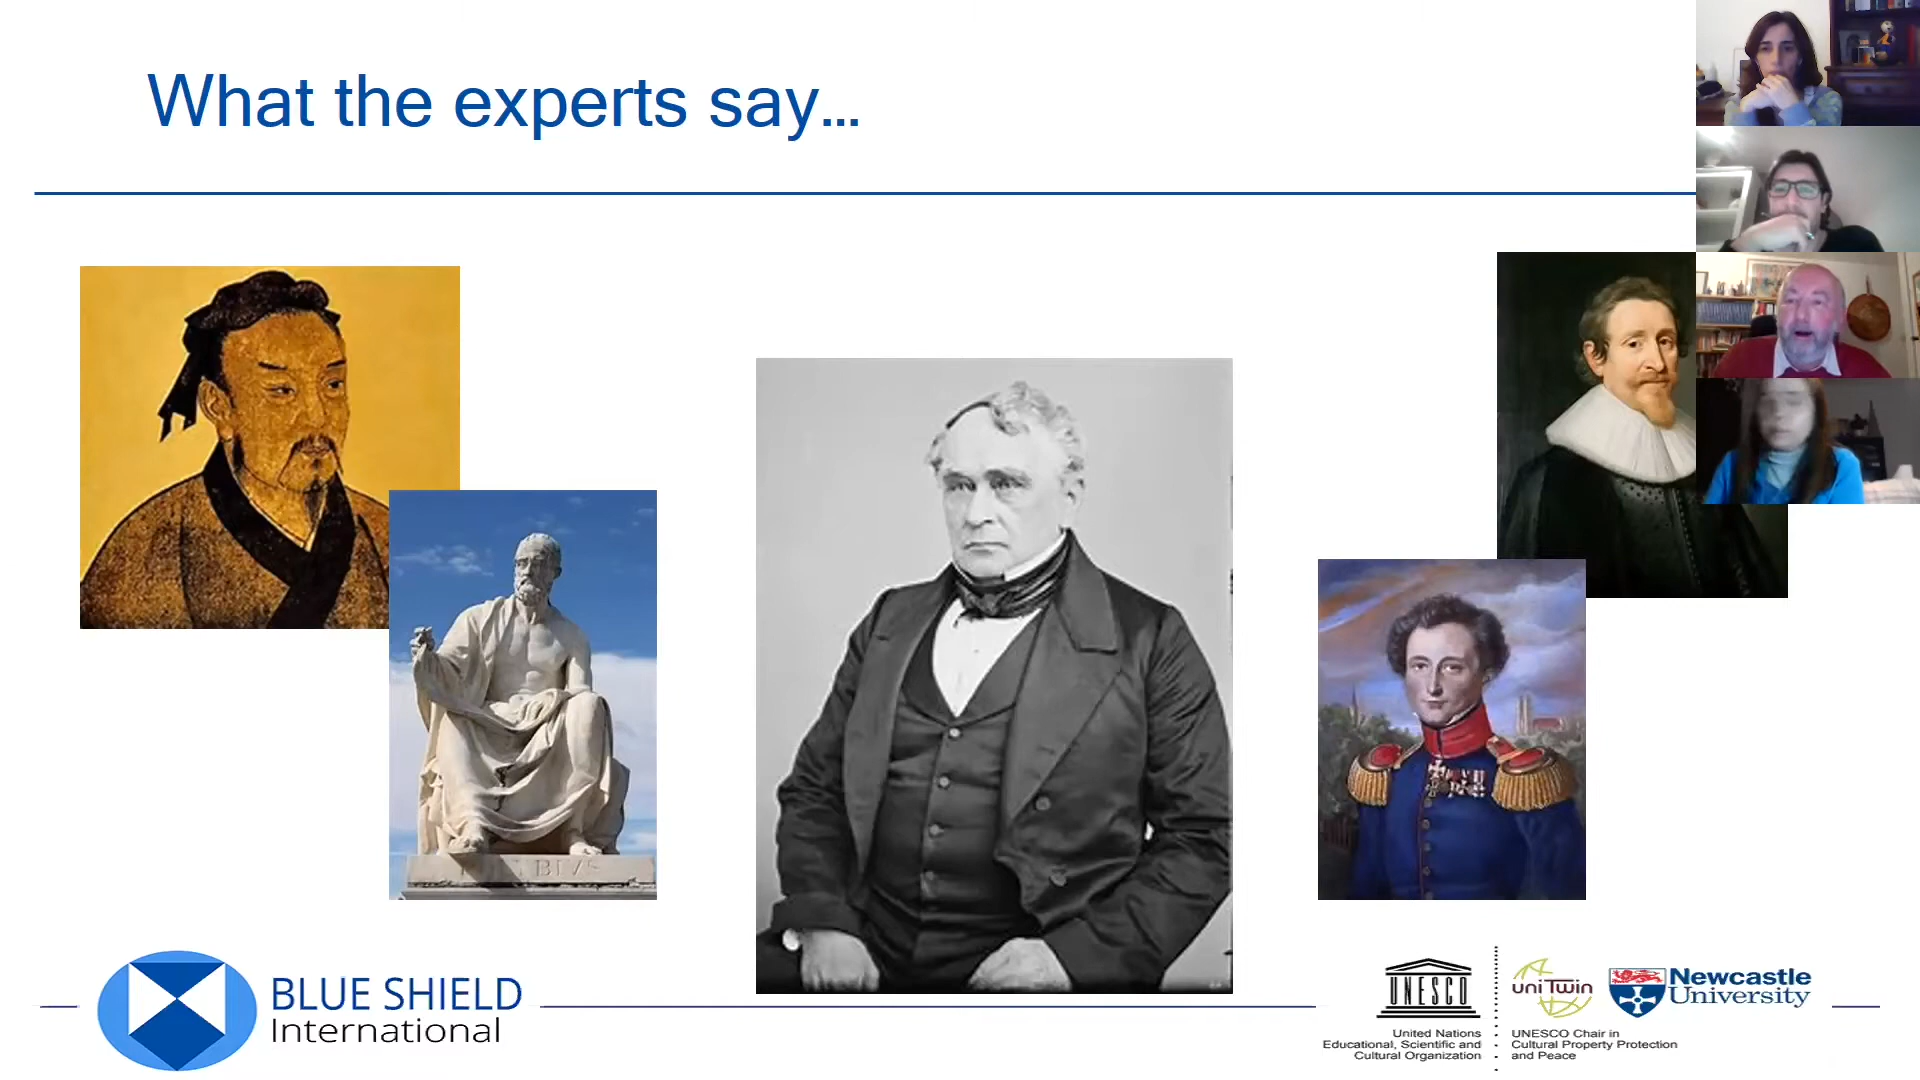 What the experts say...
BLUE SHIELD
International
UNESCO
United Nations
Educational, Scientific and
Cultural Organization
uniTwin
UNESCO Chair in
Cultural Property Protection
and Peace
Newcastle
University